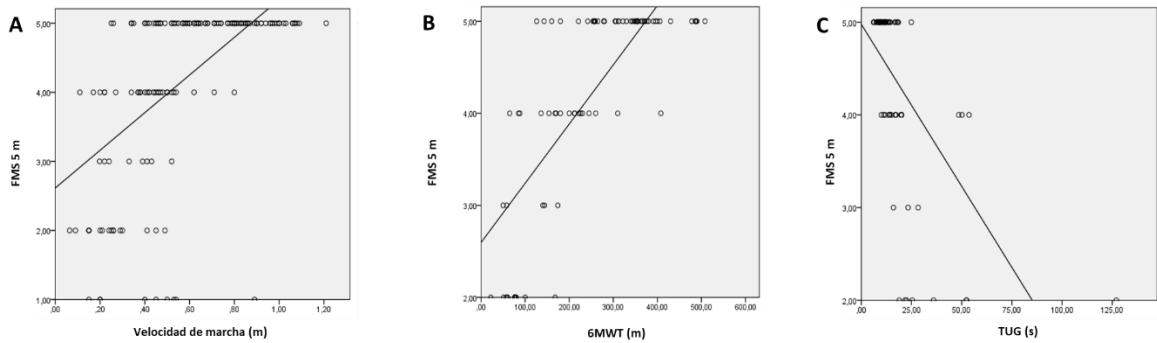 A
FMS 5 m
5,00
4,00
3,00
2,00
1,00
,00 ,20 ,40 ,60 ,80 1,00 1,20
Velocidad de marcha (m)
B
FMS 5 m
5,00
4,00
3,00
2,00
,00 100,00 200,00 300,00 400,00 500,00 600,00
6MWT (m)
C
FMS 5 m
5,00
4,00
3,00
2,00
,00 25,00 50,00 75,00 100,00 125,00
TUG (s)